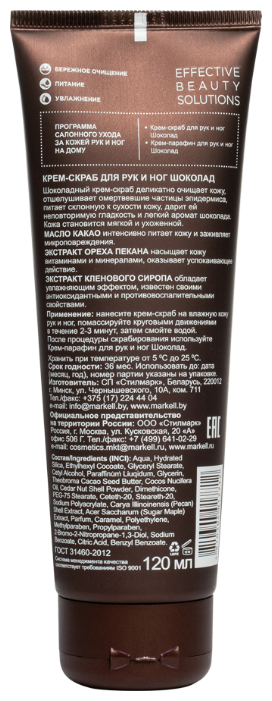 БЕРЕЖНОЕ ОЧИЩЕНИЕ
ПИТАНИЕ
УВЛАЖНЕНИЕ
EFFECTIVE
BEAUTY
SOLUTIONS
ПРОГРАММА
САЛОННОГО УХОДА
ЗА КОЖЕЙ РУК И НОГ
НА ДОМУ
Крем-скраб для рук и ног
Шоколад
Крем-парафин для рук и ног
Шоколад
КРЕМ-СКРАБ ДЛЯ РУК И НОГ ШОКОЛАД
Шоколадный крем-скраб деликатно очищает кожу,
отшелушивает омертвевшие частицы эпидермиса,
питает склонную к сухости кожу, дарит ей
неповторимую гладкость и легкий аромат шоколада.
Кожа становится мягкой и ухоженной.
МАСЛО КАКАО интенсивно питает кожу и заживляет
микроповреждения.
ЭКСТРАКТ ОРЕХА ПЕКАНА насыщает кожу
витаминами и минералами, оказывает успокаивающее
действие.
ЭКСТРАКТ КЛЕНОВОГО СИРОПА обладает
увлажняющим эффектом, известен своими
антиоксидантными и противовоспалительными
свойствами.
Применение: нанесите крем-скраб на влажную кожу
рук и ног, помассируйте круговыми движениями
в течение 2-3 минут, затем смойте водой.
После процедуры скрабирования используйте
Крем-парафин для рук и ног Шоколад.
Хранить при температуре от 5 ºС до 25 ºС.
Срок годности: 36 мес. Использовать до: дата
(месяц, год), номер партии указаны на упаковке.
Изготовитель: СП «Стилмарк», Беларусь, 220012
г. Минск, ул. Чернышевского, 10А, ком. 711
Тел/факс: +375 (17) 224 44 04
e-mail: info@markell.by, www.markell.by
Официальное представительство
на территории России: ООО «Стилмарк»
Россия, г. Москва, ул. Кусковская, 20 «А»
офис 506 Г. Тел/факс: +7 (499) 641-02-29
e-mail: cosmetics.mkd@markell.ru, www.markell.ru
Состав/Ingredients (INCI): Aqua, Hydrated
Silica, Ethylhexyl Cocoate, Glyceryl Stearate,
Cetyl Alcohol, Paraffinum Liquidum, Glycerin,
Theobroma Cacao Seed Butter, Cocos Nucifera
Oil, Cedar Nut Shell Powder, Dimethicone,
PEG-75 Stearate, Ceteth-20, Steareth-20,
Sodium Polyacrylate, Carya Illinoinensis (Pecan)
Shell Extract, Acer Saccharum (Sugar Maple)
Extract, Parfum, Caramel, Polyethylene,
Methylparaben, Propylparaben,
2-Bromo-2-Nitropropane-1,3-Diol, Sodium
Benzoate, Citric Acid, Benzyl Benzoate.
ГОСТ 31460-2012
Система менеджмента качества
соответствует требованиям ISO 9001
120 МЛ